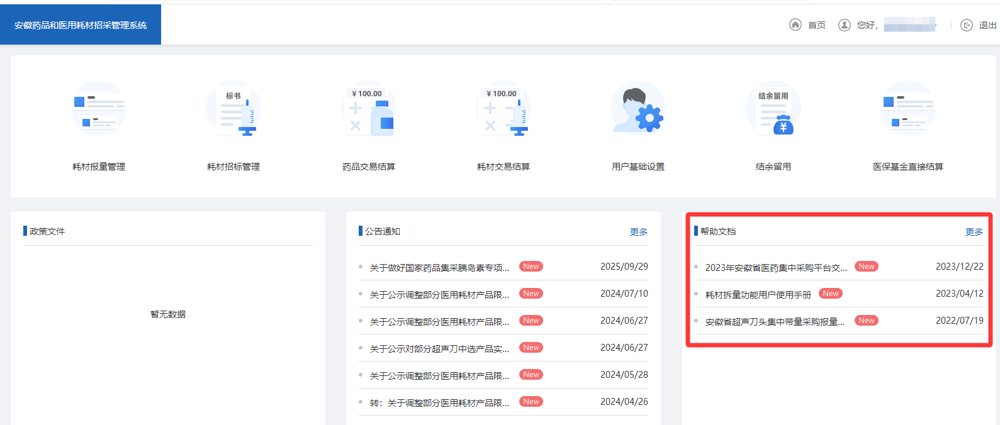 安徽药品和医用耗材招采管理系统
首页 您好, 退出
标书 ¥ 100.00 ¥ 100.00 结余留用
耗材报量管理 耗材招标管理 药品交易结算 耗材交易结算 用户基础设置 结余留用 医保基金直接结算
政策文件
暂无数据
公告通知 更多
关于做好国家药品集采胰岛素专项... New 2025/09/29
关于公示调整部分医用耗材产品限... New 2024/07/10
关于公示调整部分医用耗材产品限... New 2024/06/27
关于公示对部分超声刀中选产品实... New 2024/06/27
关于公示调整部分医用耗材产品限... New 2024/05/28
转：关于调整部分医用耗材产品限... New 2024/04/26
帮助文档 更多
2023年安徽省医药集中采购平台交... New 2023/12/22
耗材拆量功能用户使用手册 New 2023/04/12
安徽省超声刀头集中带量采购报量... New 2022/07/19